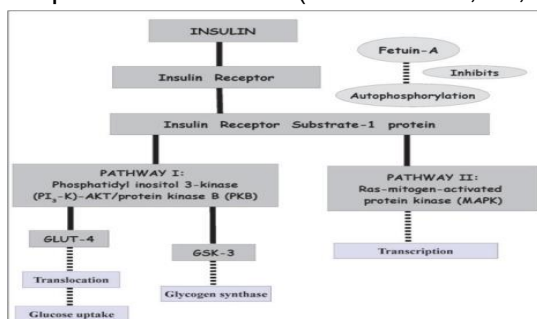 INSULIN
Fetuin-A
Inhibits
Autophosphorylation
Insulin Receptor
Insulin Receptor Substrate-1 protein
PATHWAY I:
Phosphatidyl inositol 3-kinase
(PI3-K)-AKT/protein kinase B (PKB)
PATHWAY II:
Ras-mitogen-activated
protein kinase (MAPK)
GLUT-4
GSK-3
Transcription
Translocation
Glycogen synthase
Glucose uptake